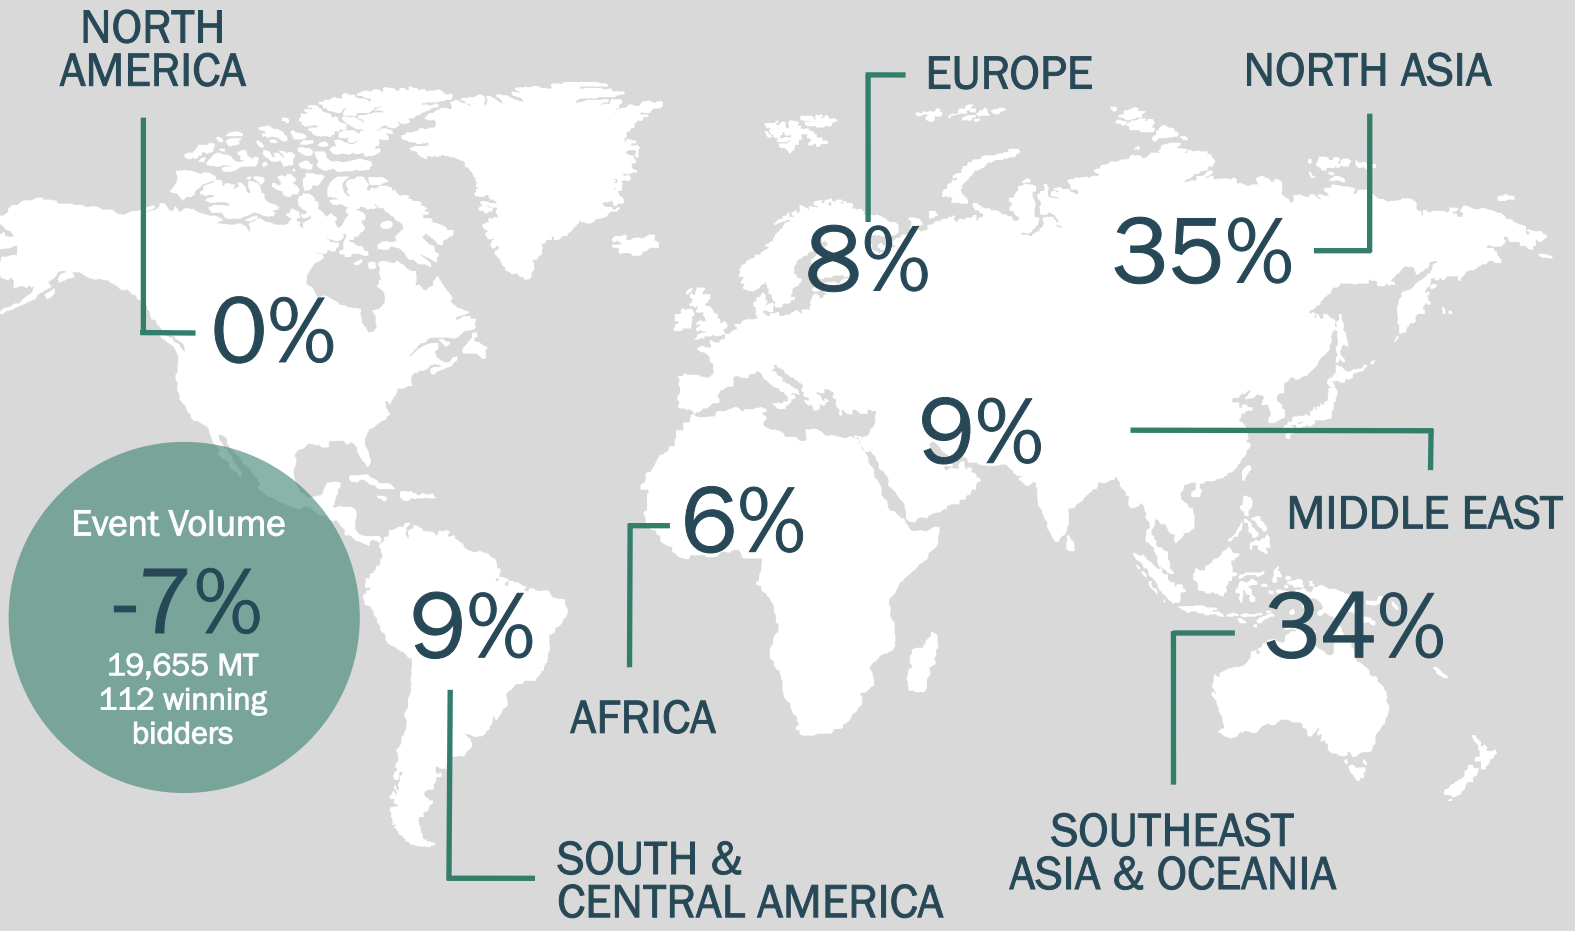 NORTH
AMERICA
0%
EUROPE
8%
NORTH ASIA
35%
9%
MIDDLE EAST
6%
AFRICA
Event Volume
-7%
19,655 MT
112 winning
bidders
9%
SOUTH &
CENTRAL AMERICA
34%
SOUTHEAST
ASIA & OCEANIA